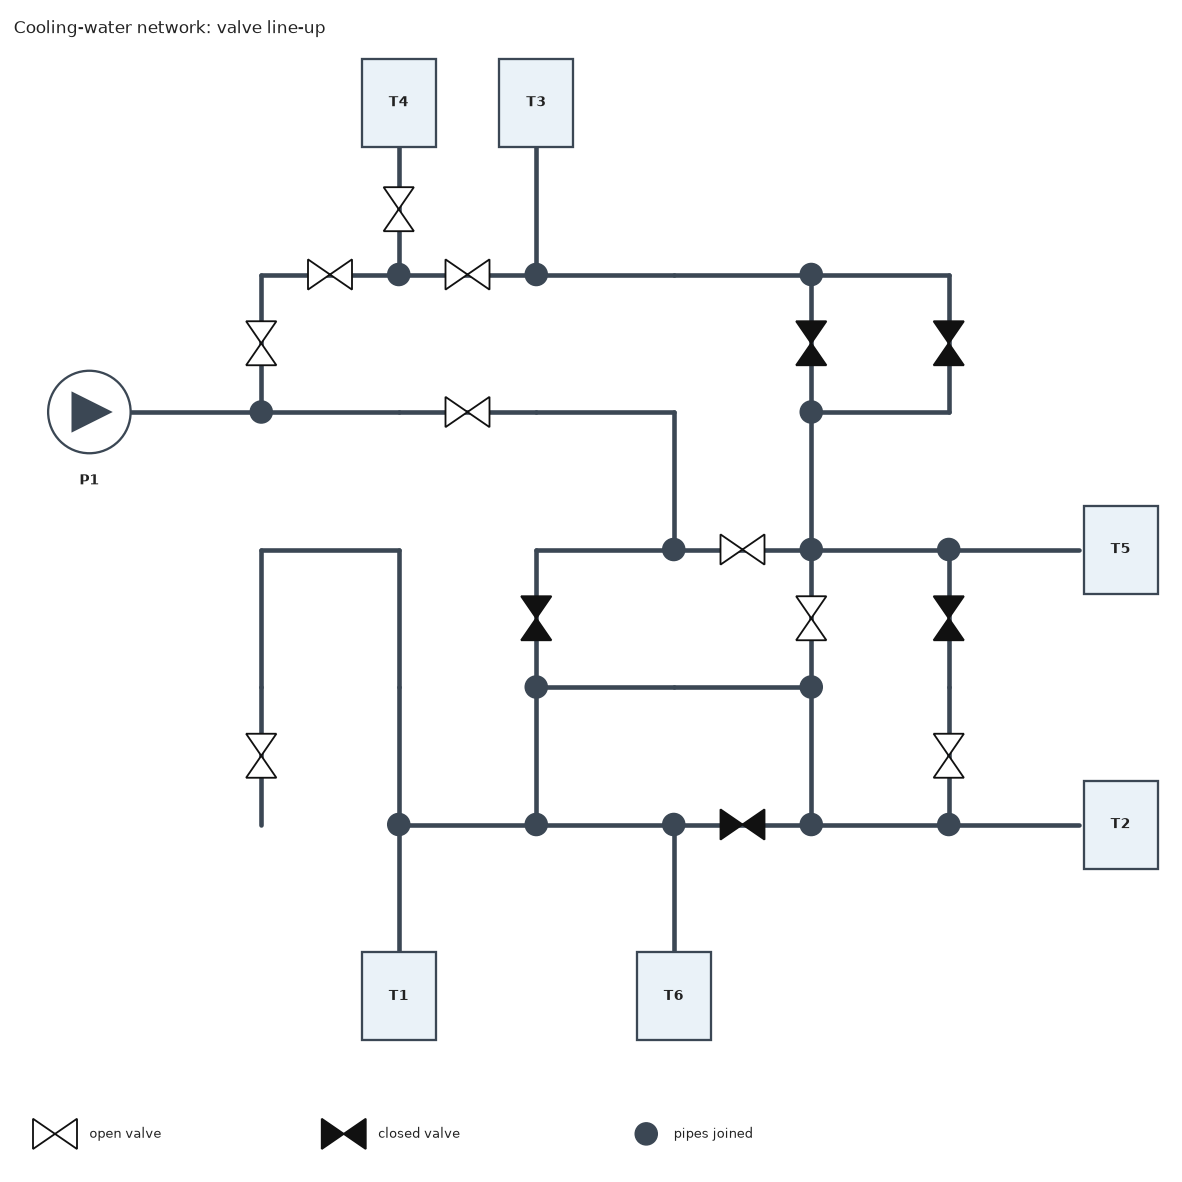 Cooling-water network: valve line-up
T4
T3
P1
T5
T2
T1
T6
open valve
closed valve
pipes joined